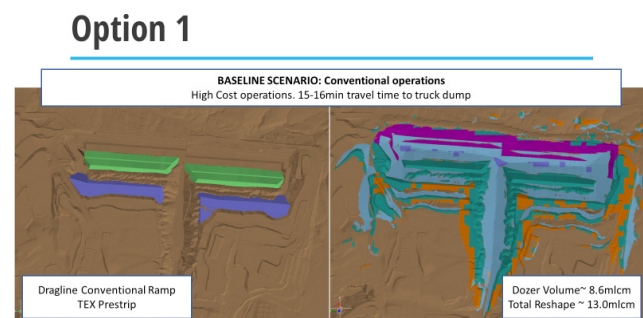 Option 1
BASELINE SCENARIO: Conventional operations
High Cost operations. 15-16min travel time to truck dump
Dragline Conventional Ramp
TEX Prestrip
Dozer Volume~ 8.6mlcm
Total Reshape ~ 13.0mlcm